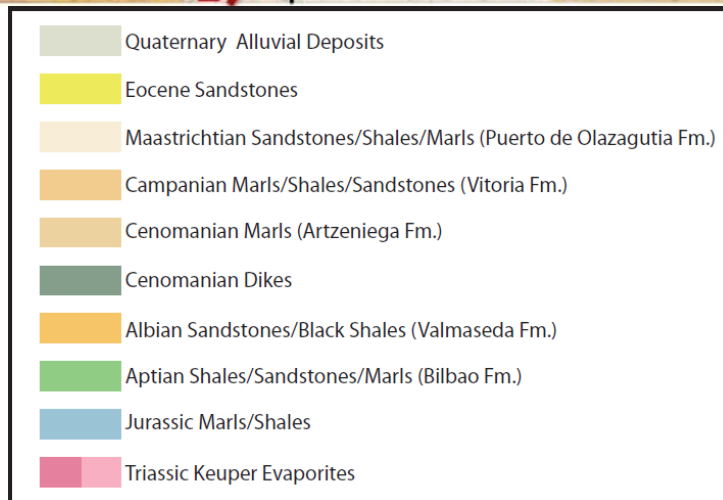 Quaternary Alluvial Deposits
Eocene Sandstones
Maastrichtian Sandstones/Shales/Marls (Puerto de Olazagutia Fm.)
Campanian Marls/Shales/Sandstones (Vitoria Fm.)
Cenomanian Marls (Artzeniega Fm.)
Cenomanian Dikes
Albian Sandstones/Black Shales (Valmaseda Fm.)
Aptian Shales/Sandstones/Marls (Bilbao Fm.)
Jurassic Marls/Shales
Triassic Keuper Evaporites